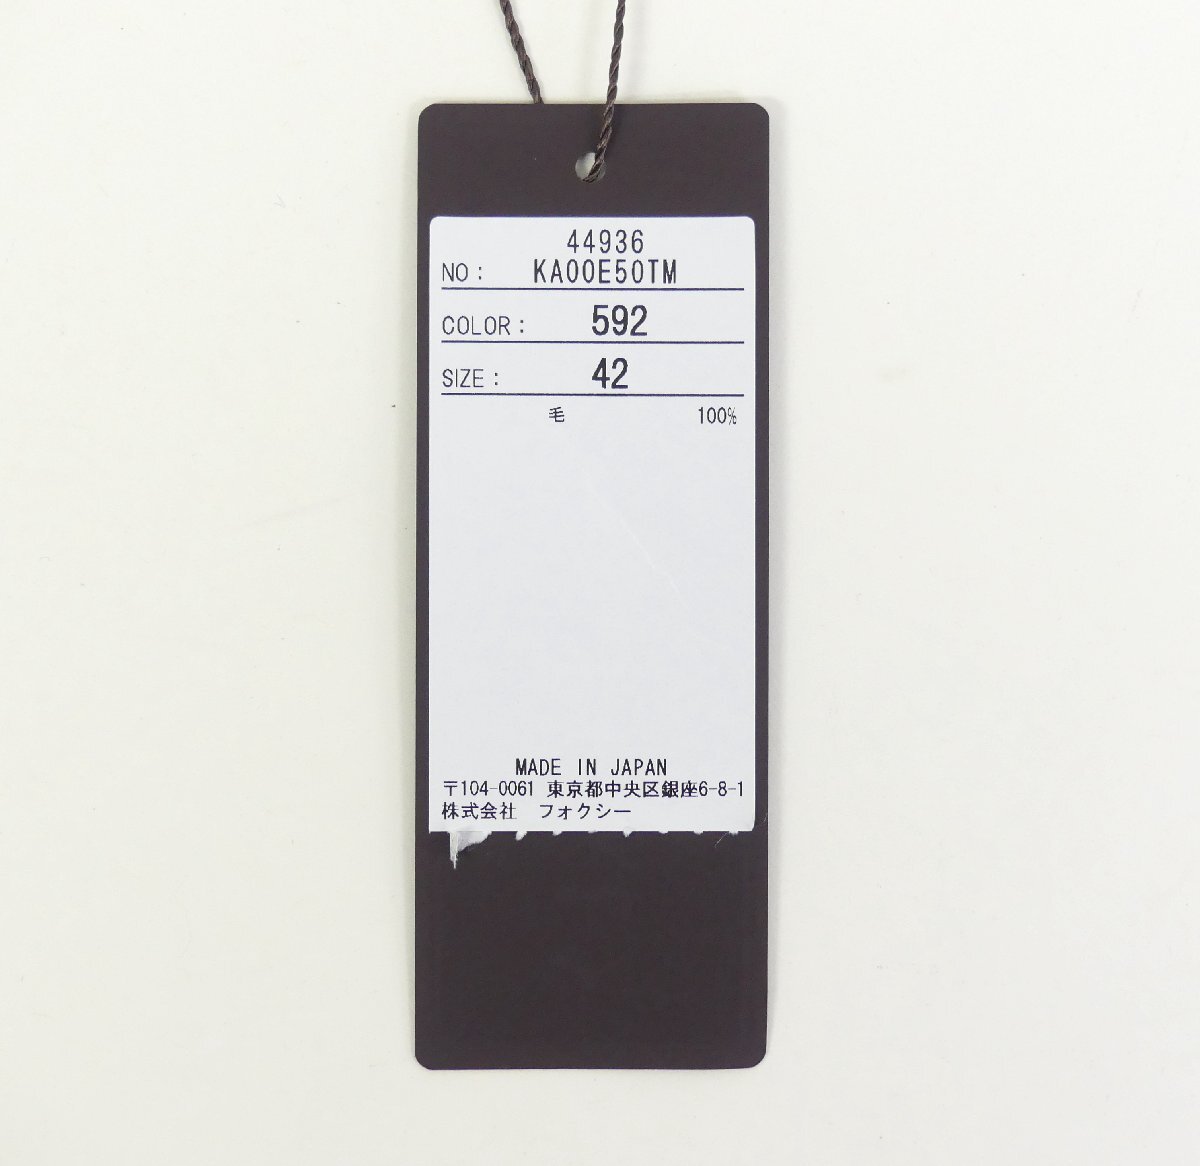 44936
NO： KA00E50TM
COLOR： 592
SIZE： 42
毛 100%
MADE IN JAPAN
〒104-0061 東京都中央区銀座6-8-1
株式会社 フォクシー